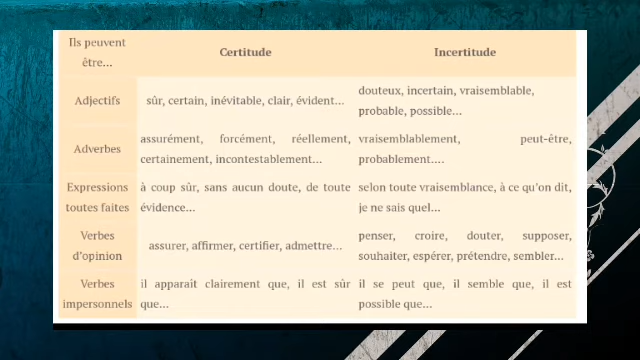 Ils peuvent
être...
Certitude
Incertitude
Adjectifs
sûr, certain, inévitable, clair, évident...
douteux, incertain, vraisemblable,
probable, possible...
Adverbes
assurément, forcément, réellement,
certainement, incontestablement...
vraisemblablement, peut-être,
probablement....
Expressions
toutes faites
à coup sûr, sans aucun doute, de toute
évidence...
selon toute vraisemblance, à ce qu'on dit,
je ne sais quel...
Verbes
d'opinion
assurer, affirmer, certifier, admettre...
penser, croire, douter, supposer,
souhaiter, espérer, prétendre, sembler...
Verbes
impersonnels
il apparaît clairement que, il est sûr
que...
il se peut que, il semble que, il est
possible que...